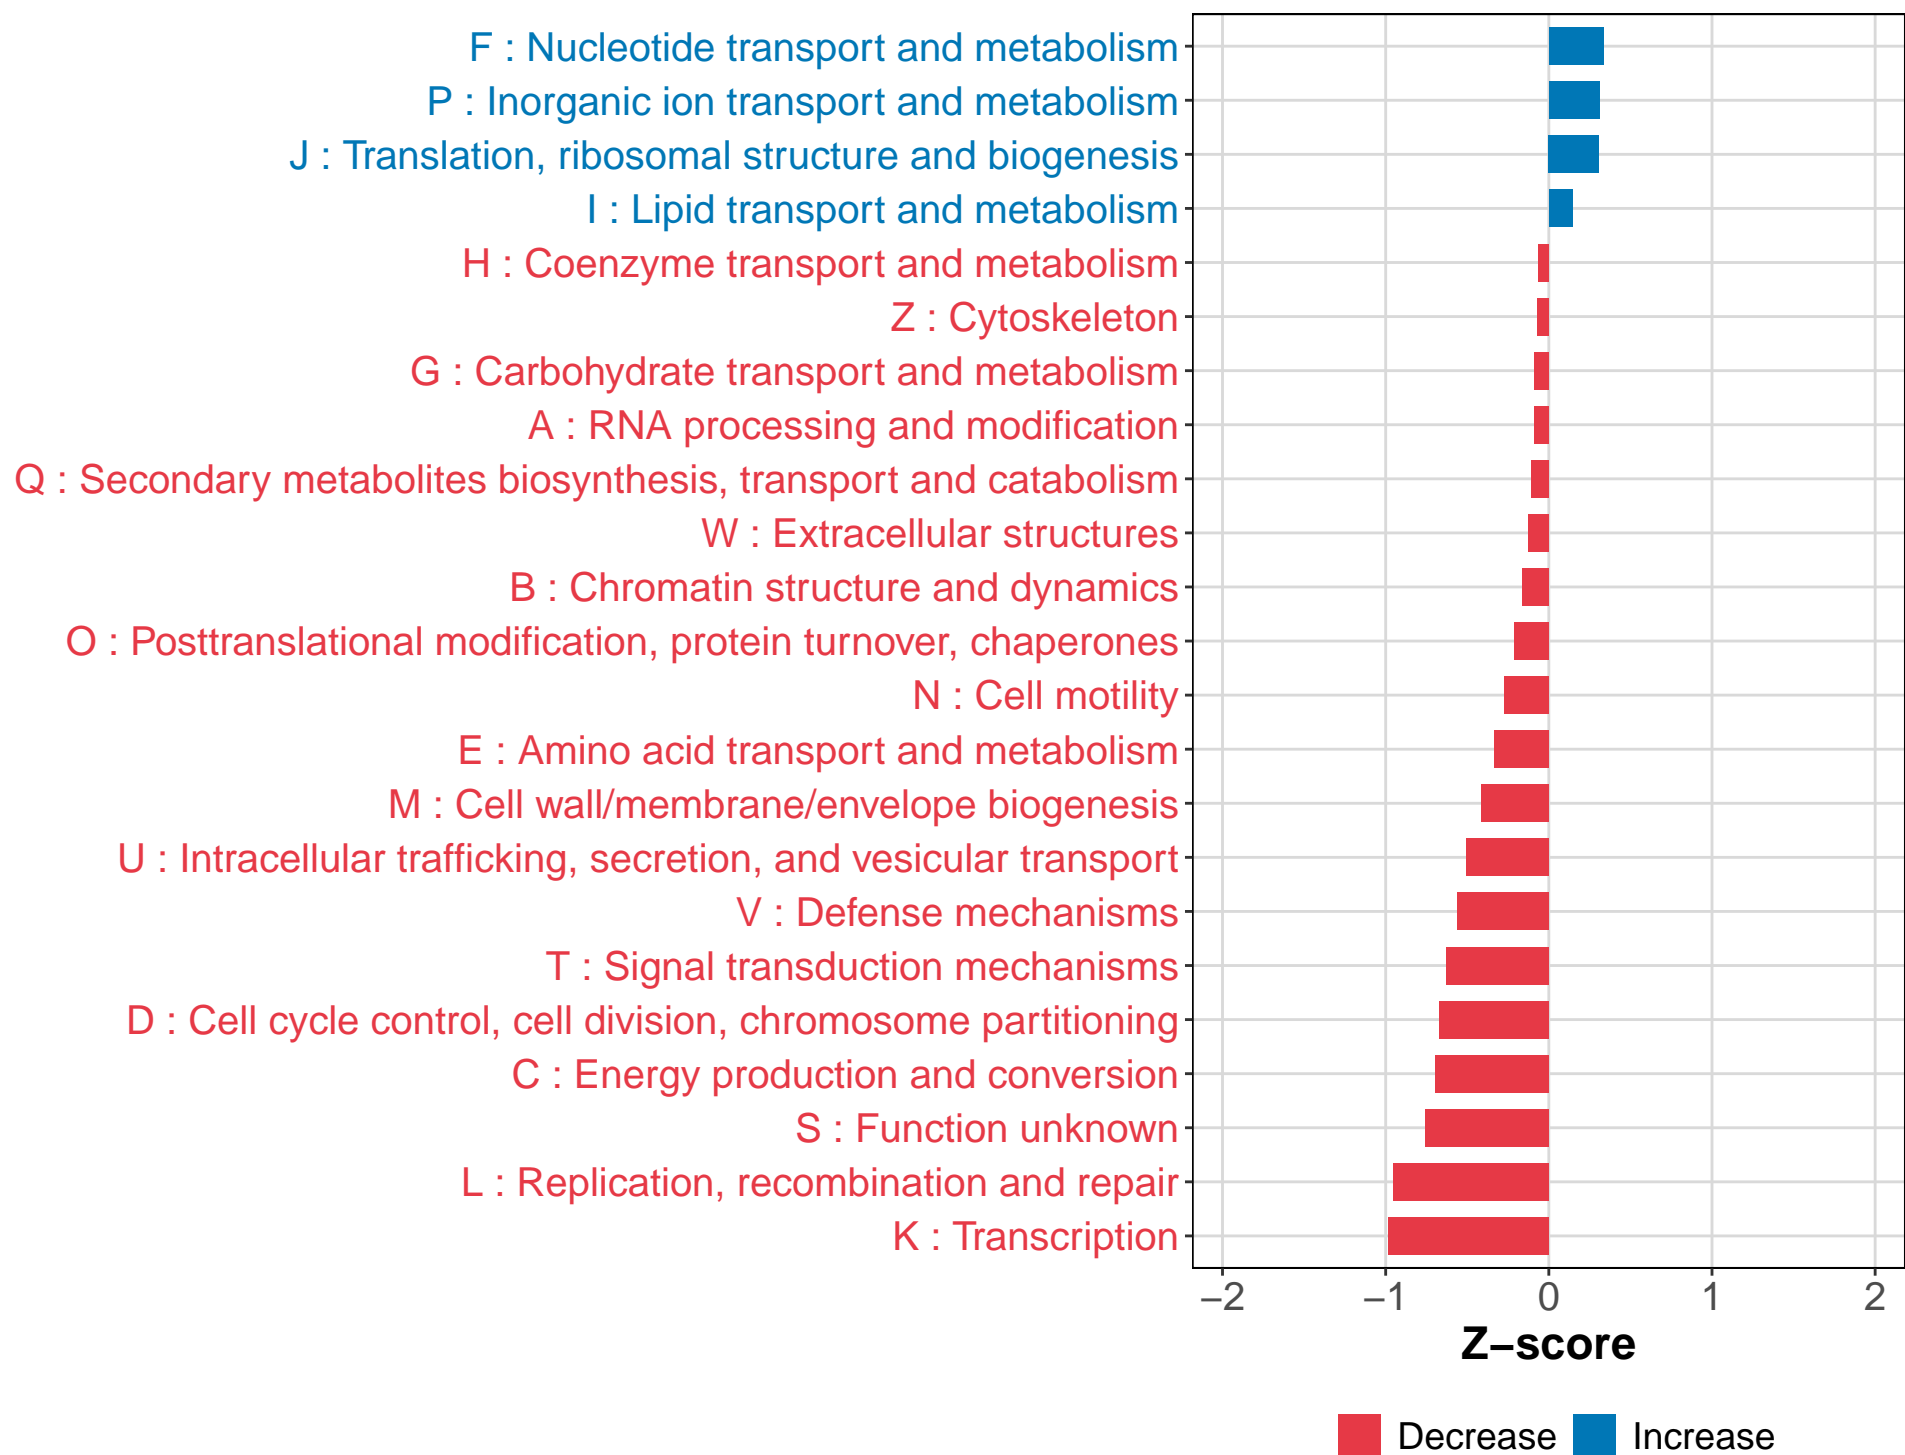 F : Nucleotide transport and metabolism
P : Inorganic ion transport and metabolism
J : Translation, ribosomal structure and biogenesis
I : Lipid transport and metabolism
H : Coenzyme transport and metabolism
Z : Cytoskeleton
G : Carbohydrate transport and metabolism
A : RNA processing and modification
Q : Secondary metabolites biosynthesis, transport and catabolism
W : Extracellular structures
B : Chromatin structure and dynamics
O : Posttranslational modification, protein turnover, chaperones
N : Cell motility
E : Amino acid transport and metabolism
M : Cell wall/membrane/envelope biogenesis
U : Intracellular trafficking, secretion, and vesicular transport
V : Defense mechanisms
T : Signal transduction mechanisms
D : Cell cycle control, cell division, chromosome partitioning
C : Energy production and conversion
S : Function unknown
L : Replication, recombination and repair
K : Transcription
−2 −1 0 1 2
Z−score
Decrease Increase